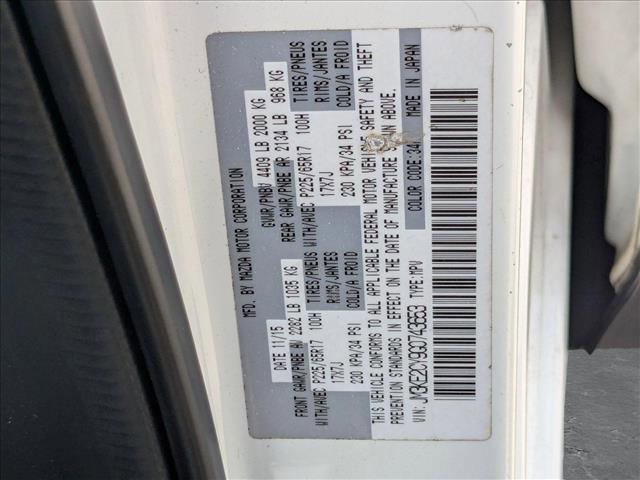 MFD. BY MAZDA MOTOR CORPORATION
DATE 11/15 GVWR/PNBV 4409 LB 2000 KG
FRONT GAWR/PNBE AV 2282 LB 1035 KG REAR GAWR/PNBE AR 2134 LB 968 KG
TIRES/PNEUS TIRES/PNEUS
WITH/AVEC P225/65R17 100H RIMS/JANTES WITH/AVEC P225/65R17 100H RIMS/JANTES
17X7J COLD/A FROID 17X7J COLD/A FROID
230 KPA/34 PSI 230 KPA/34 PSI
THIS VEHICLE CONFORMS TO ALL APPLICABLE FEDERAL MOTOR VEHICLE SAFETY AND THEFT
PREVENTION STANDARDS IN EFFECT ON THE DATE OF MANUFACTURE SHOWN ABOVE.
VIN: TYPE:MPV COLOR CODE: MADE IN JAPAN